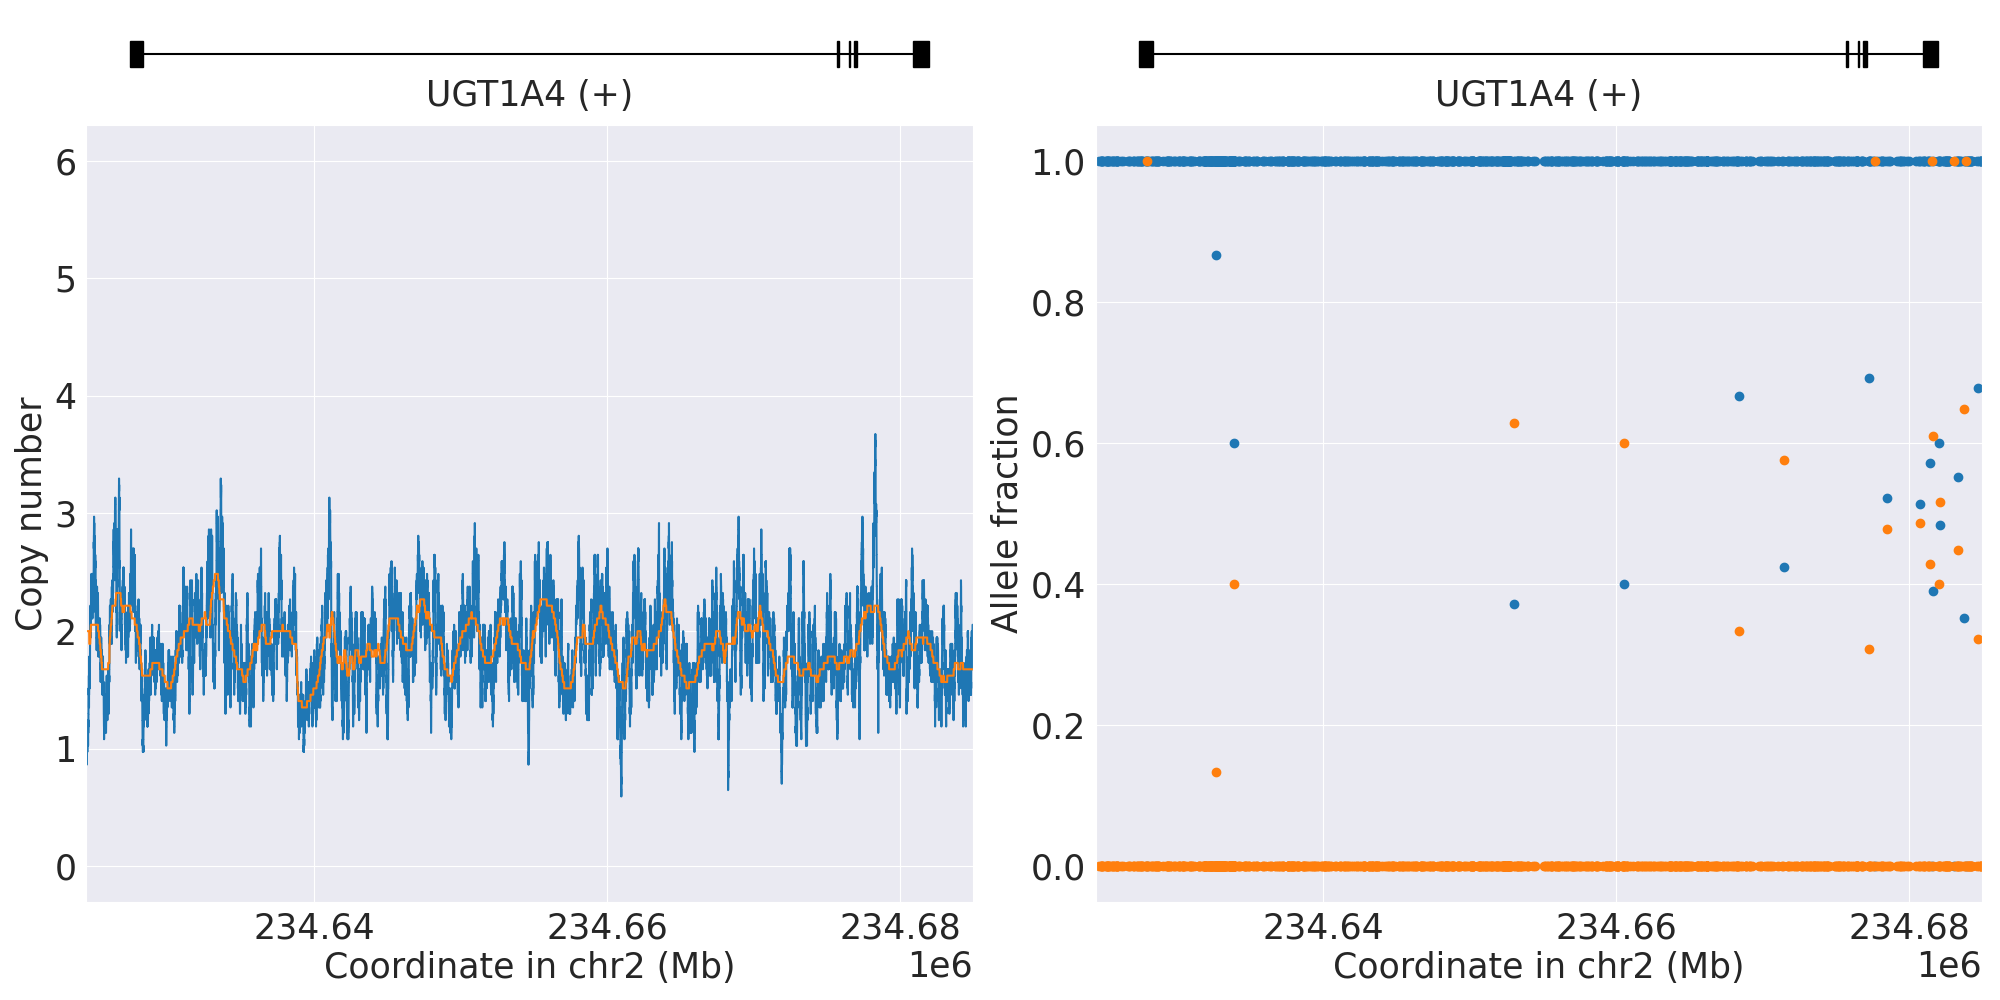 UGT1A4 (+)
6
5
4
3
2
1
0
Copy number
234.64
234.66
234.68
Coordinate in chr2 (Mb)
1e6
UGT1A4 (+)
1.0
0.8
0.6
0.4
0.2
0.0
Allele fraction
234.64
234.66
234.68
Coordinate in chr2 (Mb)
1e6